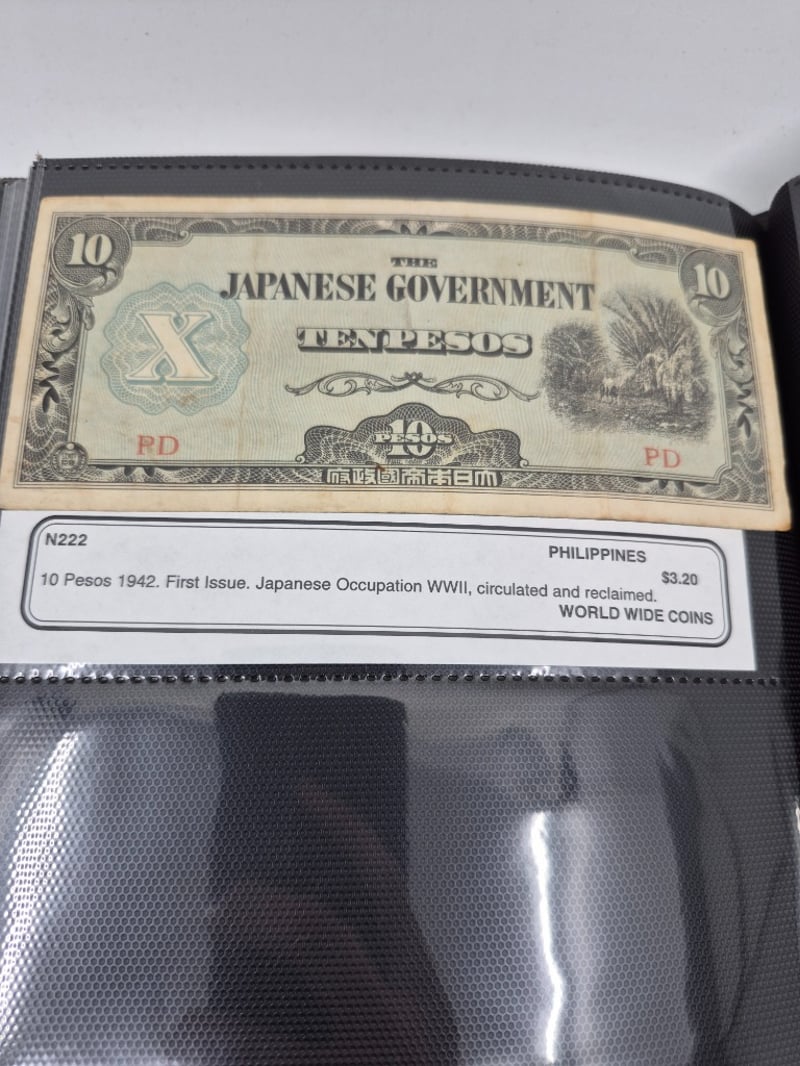 10
10
THE
JAPANESE GOVERNMENT
TEN PESOS
X
PD
10
PESOS
PD
府政國帝本日大
N222
PHILIPPINES
$3.20
10 Pesos 1942. First Issue. Japanese Occupation WWII, circulated and reclaimed.
WORLD WIDE COINS